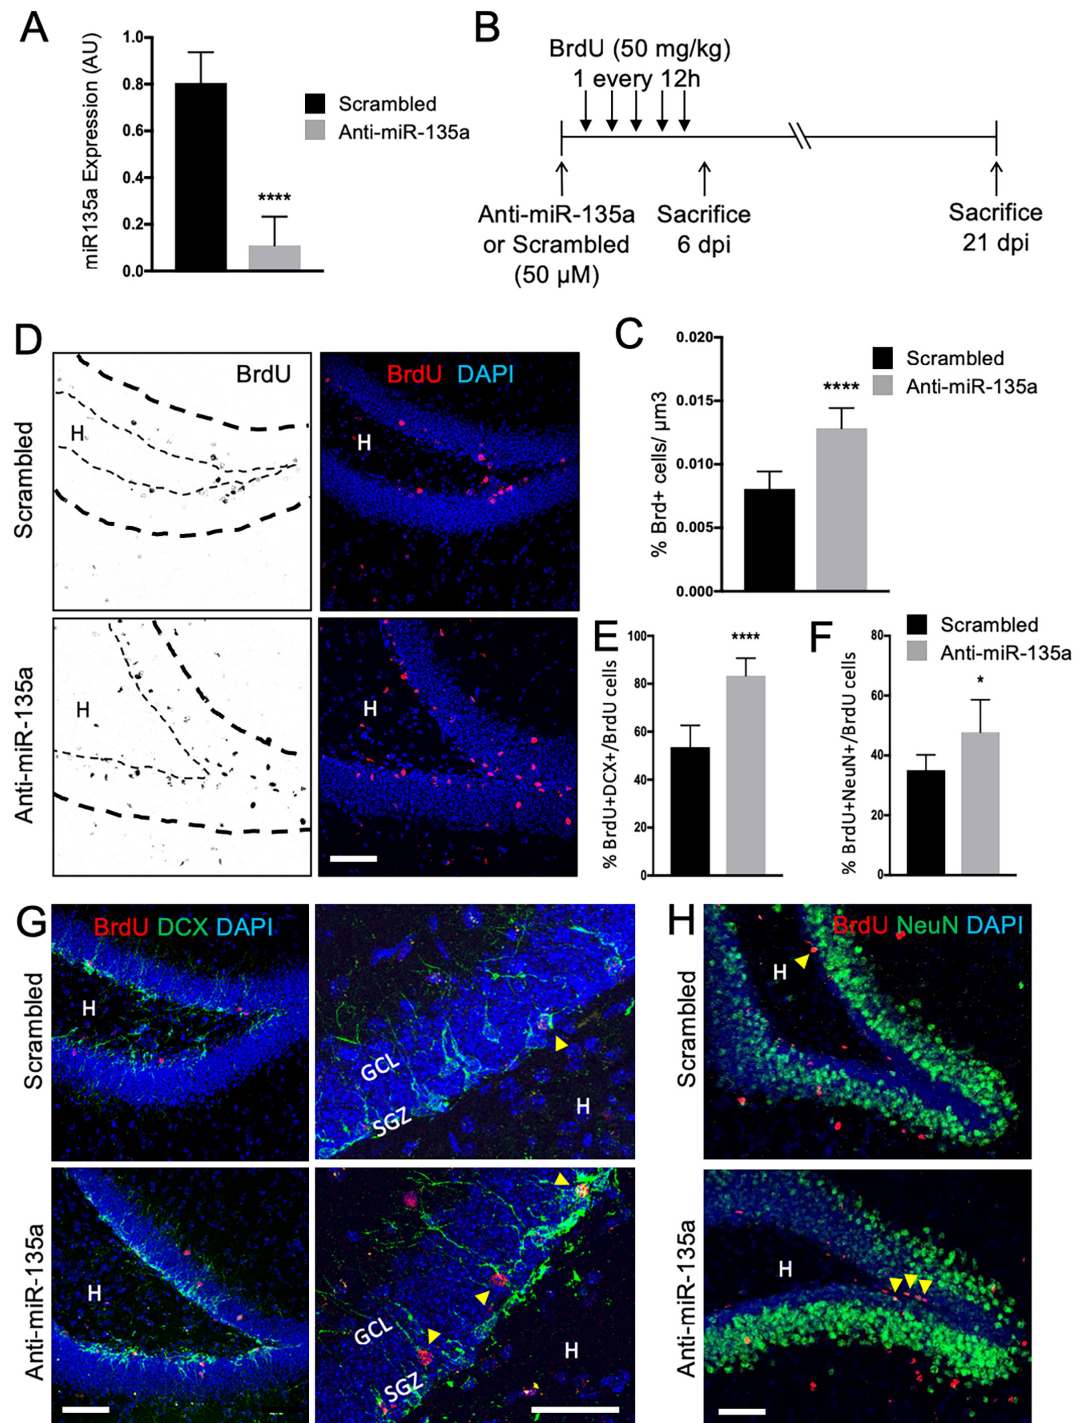 A
miR135a Expression (AU)
1.0
0.8
0.6
0.4
0.2
0.0
****
Scrambled
Anti-miR-135a
B
BrdU (50 mg/kg)
1 every 12h
Anti-miR-135a
or Scrambled
(50 µM)
Sacrifice
6 dpi
Sacrifice
21 dpi
C
% Brd+ cells/ µm3
0.020
0.015
0.010
0.005
0.000
****
Scrambled
Anti-miR-135a
D
Scrambled
BrdU
H
BrdU DAPI
H
Anti-miR-135a
H
H
E
% BrdU+DCX+/BrdU cells
100
80
60
40
20
0
****
F
% BrdU+NeuN+/BrdU cells
80
60
40
20
0
*
Scrambled
Anti-miR-135a
G
Scrambled
BrdU DCX DAPI
H
GCL
SGZ
H
Anti-miR-135a
H
GCL
SGZ
H
H
Scrambled
BrdU NeuN DAPI
H
Anti-miR-135a
H